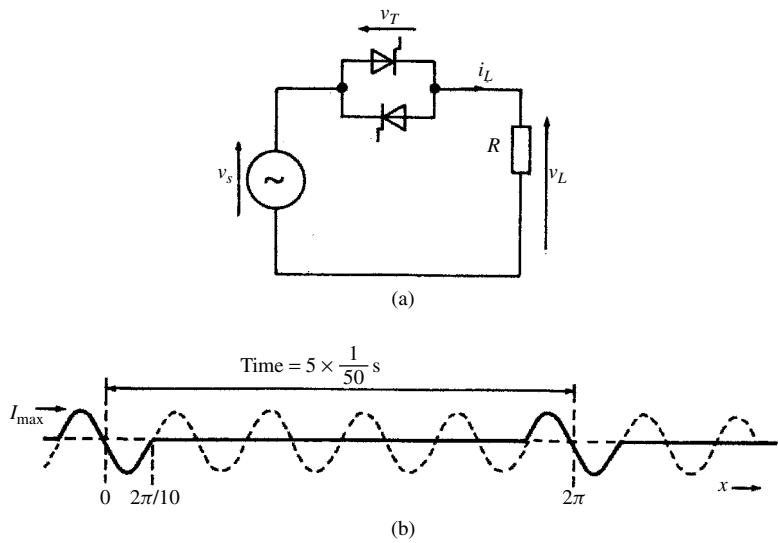 v_T
i_L
R
v_s
~
v_L
(a)
Time = 5 × 1/50 s
I_max
0
2π/10
2π
x
(b)